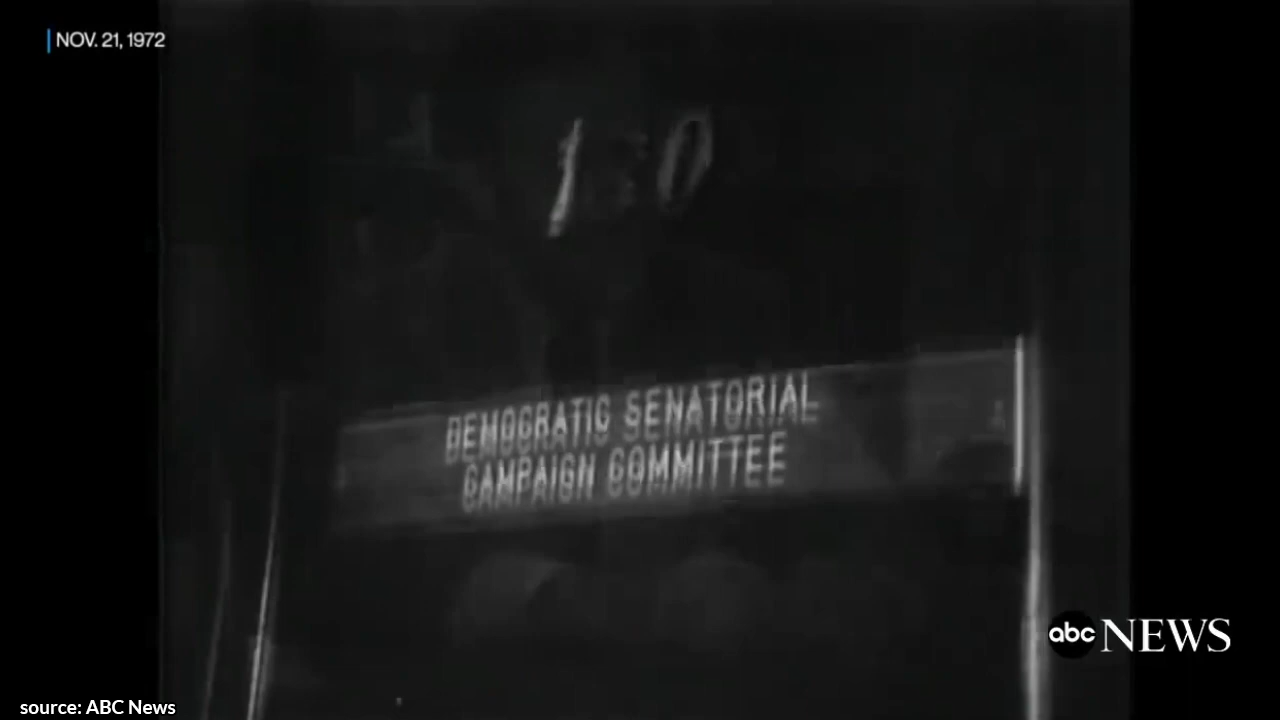 NOV. 21, 1972
DEMOCRATIC SENATORIAL
CAMPAIGN COMMITTEE
abc NEWS
source: ABC News